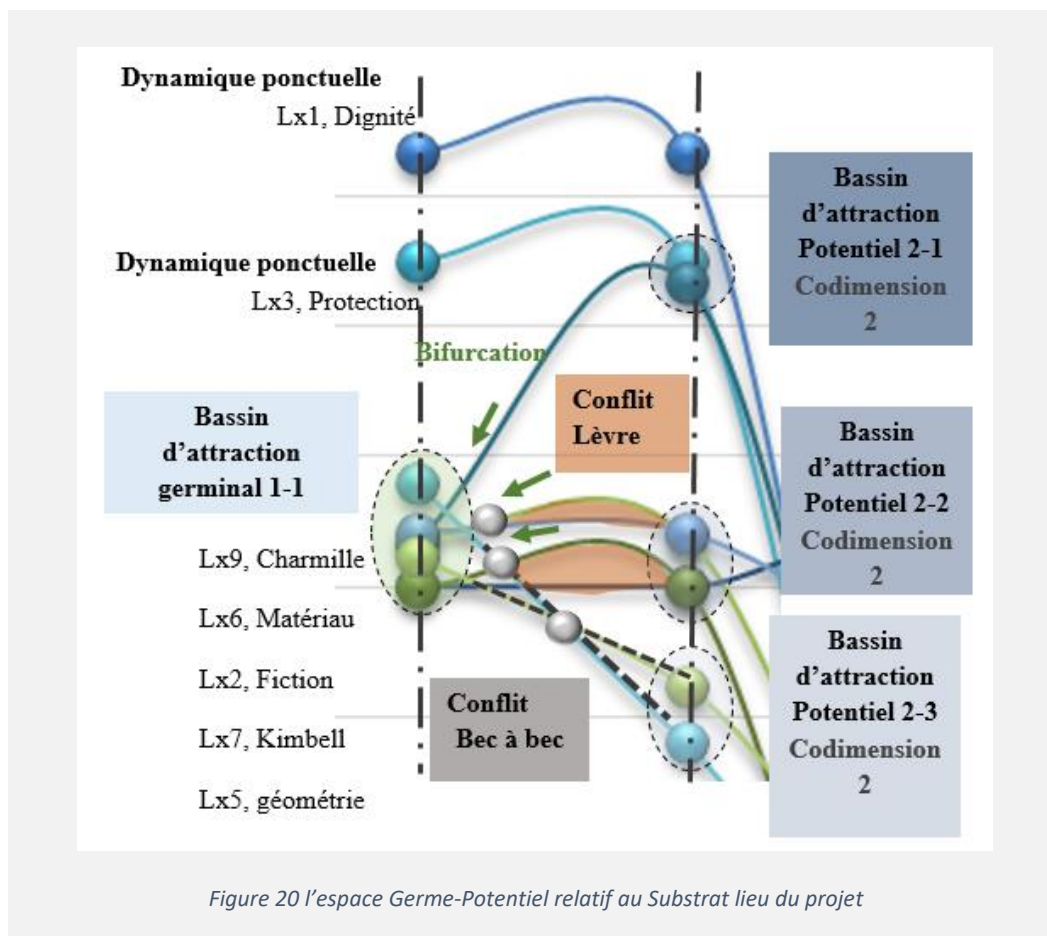 Dynamique ponctuelle
Lx1, Dignité
Dynamique ponctuelle
Lx3, Protection
Bifurcation
Bassin
d’attraction
germinal 1-1
Conflit
Lèvre
Lx9, Charmille
Lx6, Matériau
Lx2, Fiction
Lx7, Kimbell
Lx5, géométrie
Conflit
Bec à bec
Bassin
d’attraction
Potentiel 2-1
Codimension
2
Bassin
d’attraction
Potentiel 2-2
Codimension
2
Bassin
d’attraction
Potentiel 2-3
Codimension
2
Figure 20 l’espace Germe-Potentiel relatif au Substrat lieu du projet